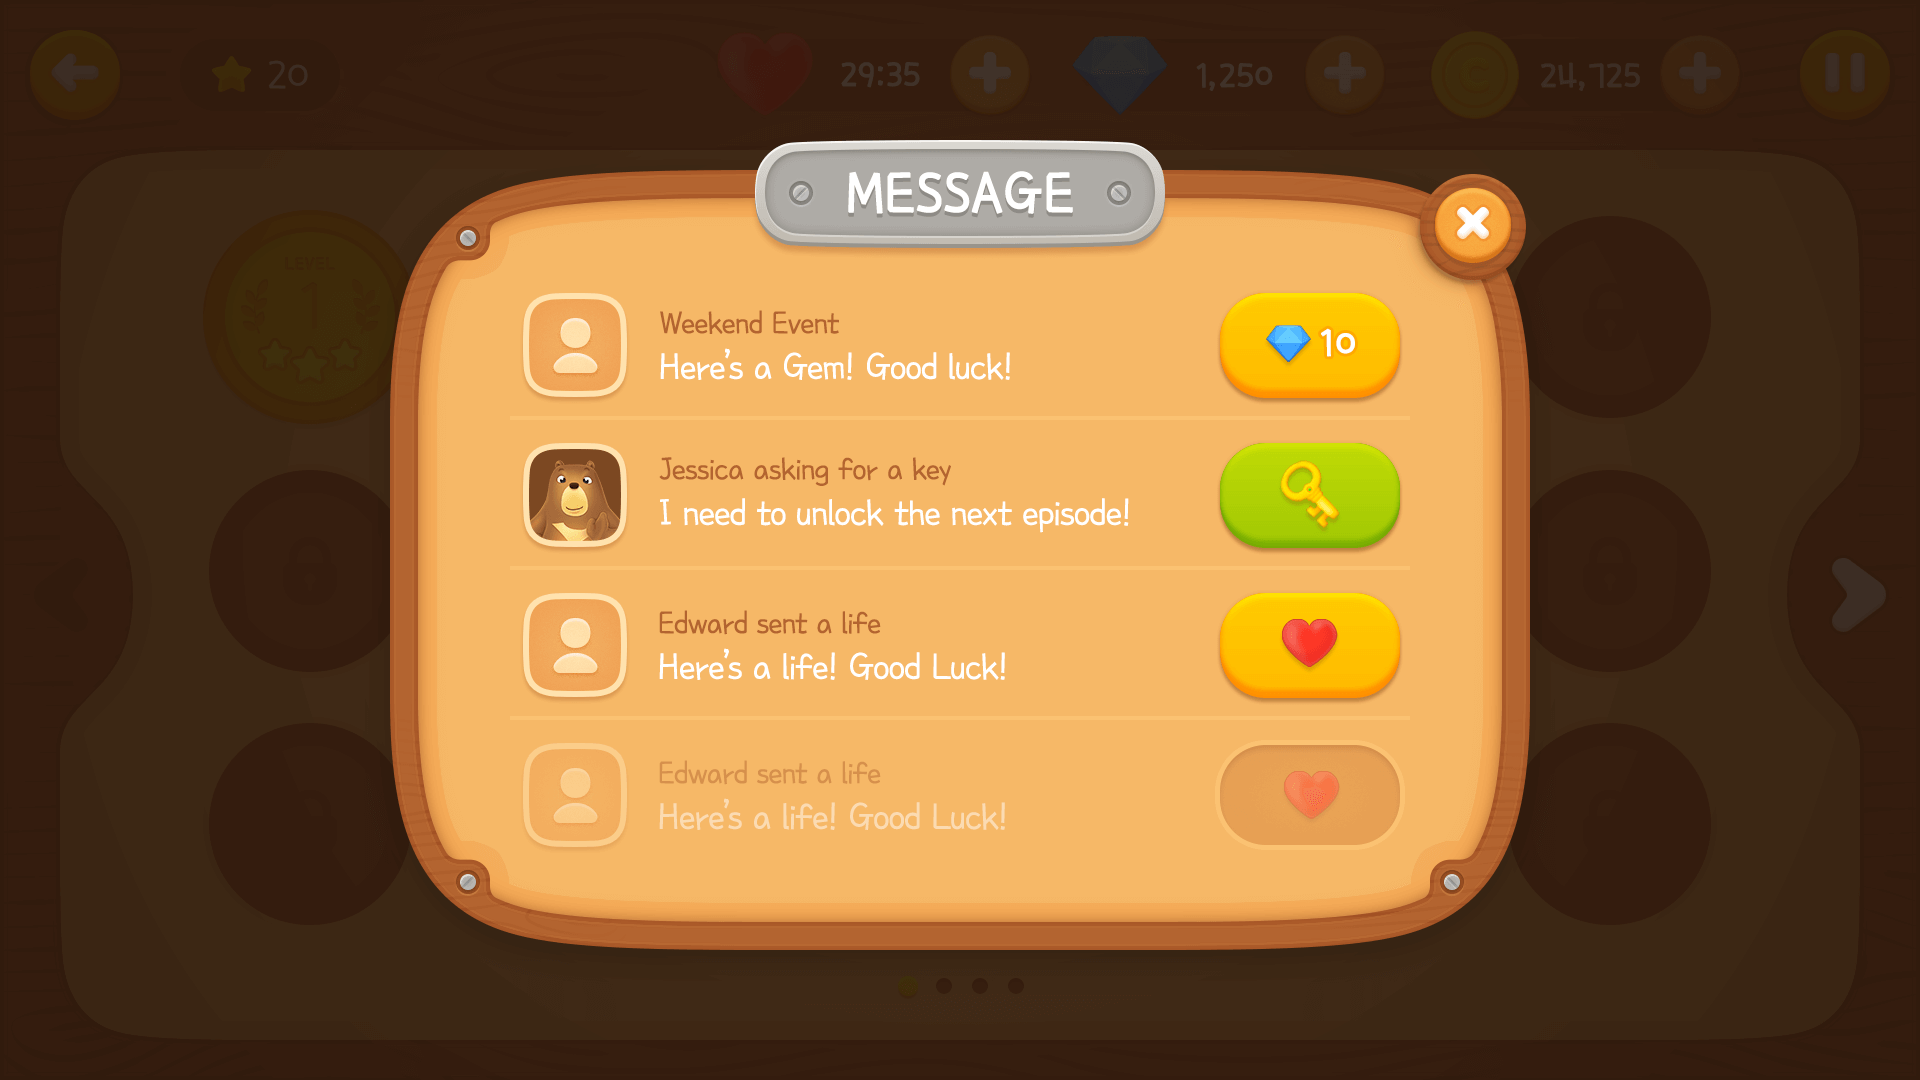 20
29:35
1,250
24,725
MESSAGE
LEVEL
1
Weekend Event
Here's a Gem! Good luck!
10
Jessica asking for a key
I need to unlock the next episode!
Edward sent a life
Here's a life! Good Luck!
Edward sent a life
Here's a life! Good Luck!